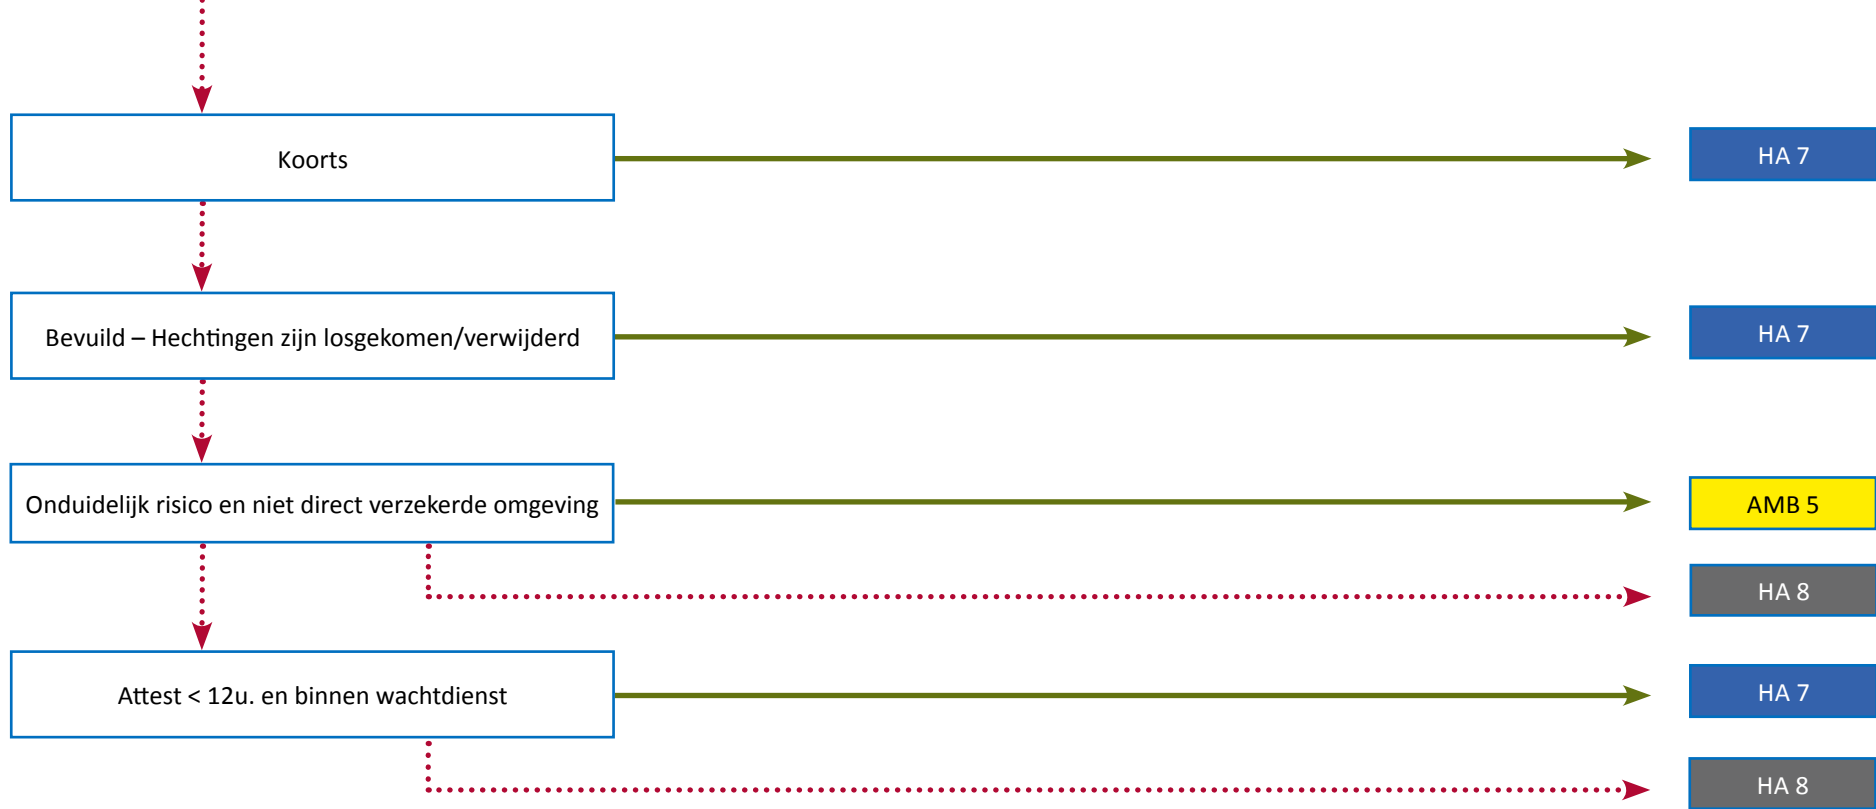 Koorts
HA 7
Bevuild – Hechtingen zijn losgekomen/verwijderd
HA 7
Onduidelijk risico en niet direct verzekerde omgeving
AMB 5
HA 8
Attest < 12u. en binnen wachtdienst
HA 7
HA 8